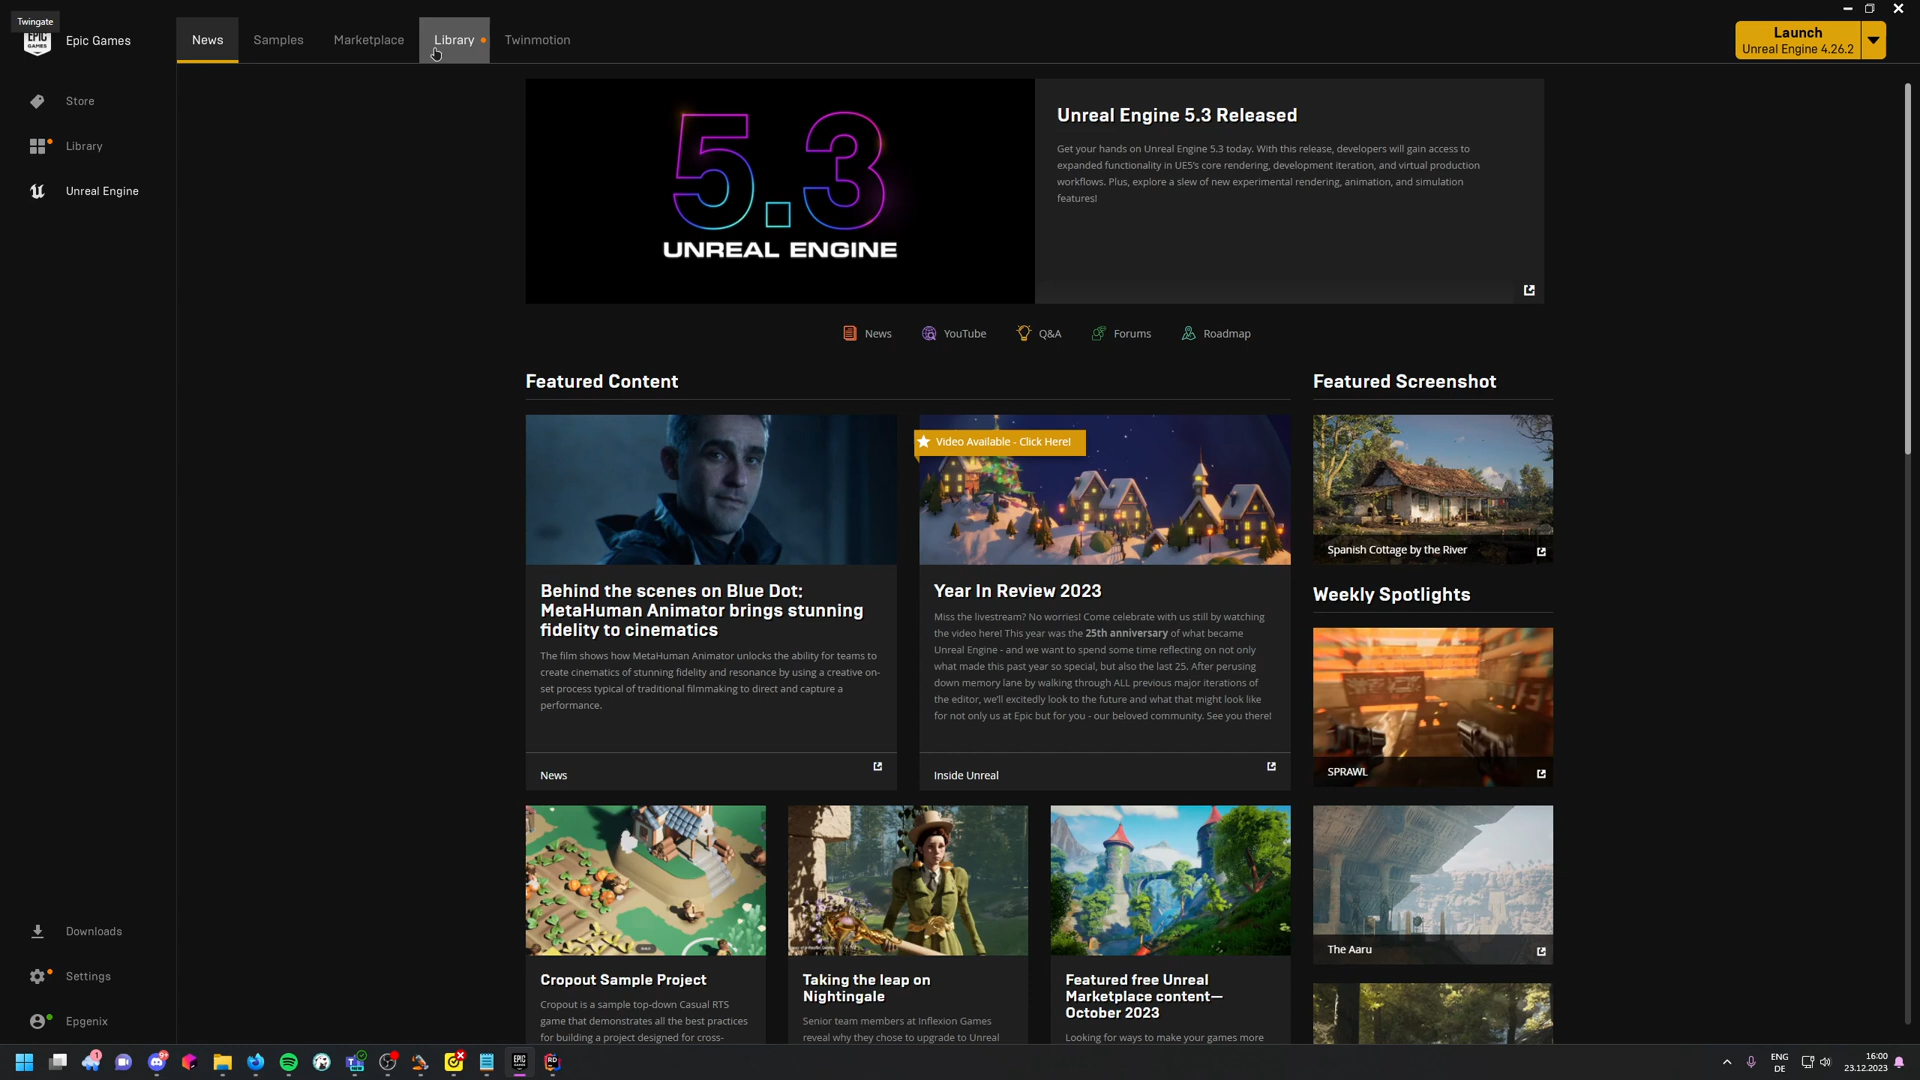 Twingate
EPIC
GAMES
Epic Games
News
Samples
Marketplace
Library
Twinmotion
Launch
Unreal Engine 4.26.2
Store
Library
Unreal Engine
5.3
UNREAL ENGINE
Unreal Engine 5.3 Released
Get your hands on Unreal Engine 5.3 today. With this release, developers will gain access to
expanded functionality in UE5's core rendering, development iteration, and virtual production
workflows. Plus, explore a slew of new experimental rendering, animation, and simulation
features!
News
YouTube
Q&A
Forums
Roadmap
Featured Content
Featured Screenshot
Video Available - Click Here!
Spanish Cottage by the River
Behind the scenes on Blue Dot:
MetaHuman Animator brings stunning
fidelity to cinematics
The film shows how MetaHuman Animator unlocks the ability for teams to
create cinematics of stunning fidelity and resonance by using a creative on-
set process typical of traditional filmmaking to direct and capture a
performance.
News
Year In Review 2023
Miss the livestream? No worries! Come celebrate with us still by watching
the video here! This year was the 25th anniversary of what became
Unreal Engine - and we want to spend some time reflecting on not only
what made this past year so special, but also the last 25. After perusing
down memory lane by walking through ALL previous major iterations of
the editor, we'll excitedly look to the future and what that might look like
for not only us at Epic but for you - our beloved community. See you there!
Inside Unreal
Weekly Spotlights
SPRAWL
The Aaru
Cropout Sample Project
Cropout is a sample top-down Casual RTS
game that demonstrates all the best practices
for building a project designed for cross-
Taking the leap on
Nightingale
Senior team members at Inflexion Games
reveal why they chose to upgrade to Unreal
Featured free Unreal
Marketplace content—
October 2023
Looking for ways to make your games more
Downloads
Settings
Epgenix
ENG
DE
16:00
23.12.2023